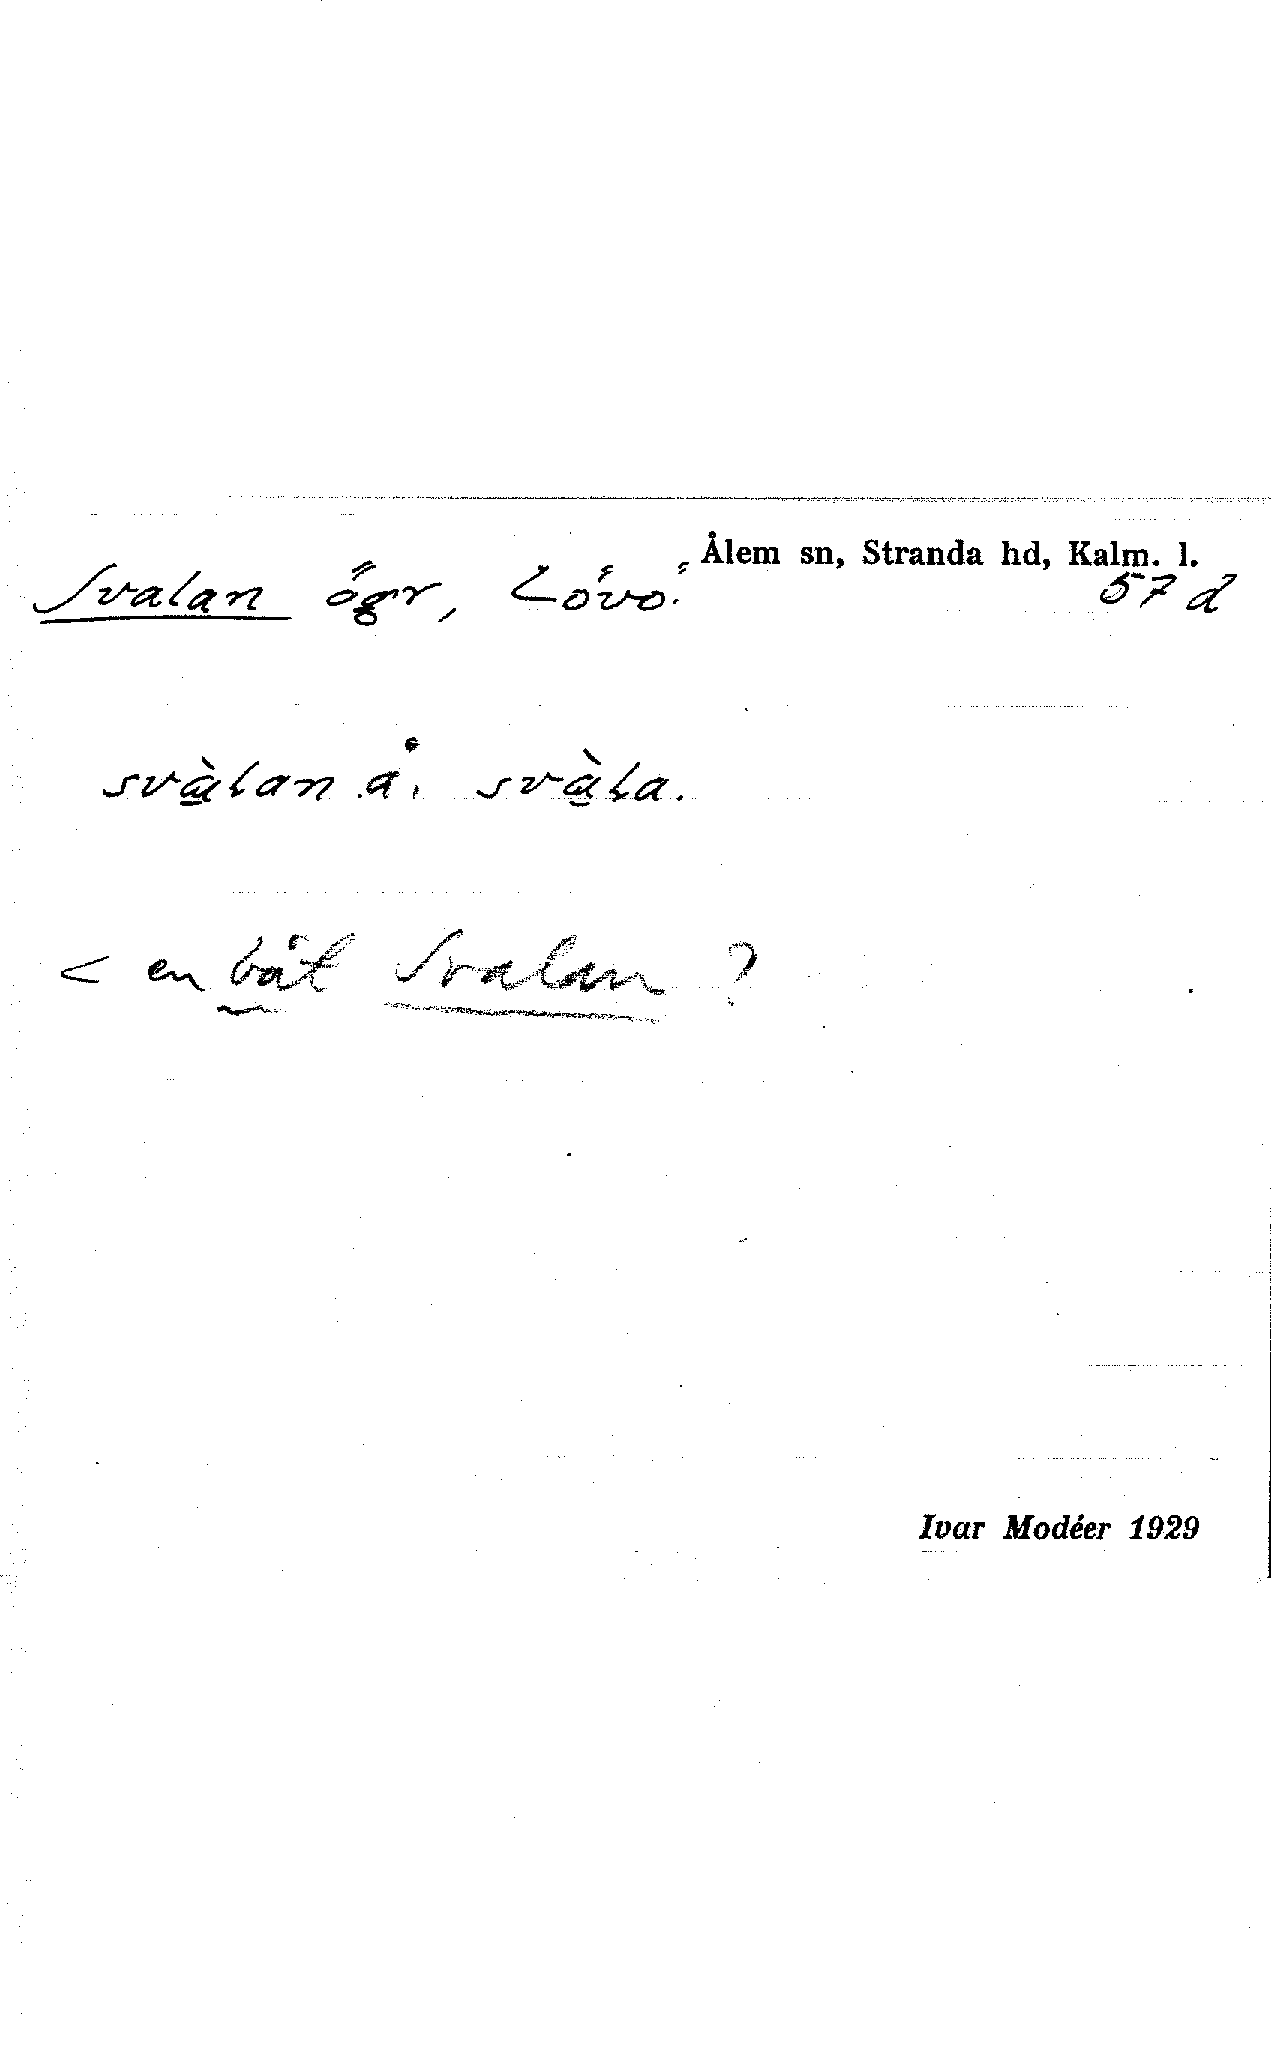 Ålem sn, Stranda hd, Kalm. l.
Svalan ögr, Lövö. 57 d
svàlan å. svàla.
< en båt Svalan ?
Ivar Modéer 1929